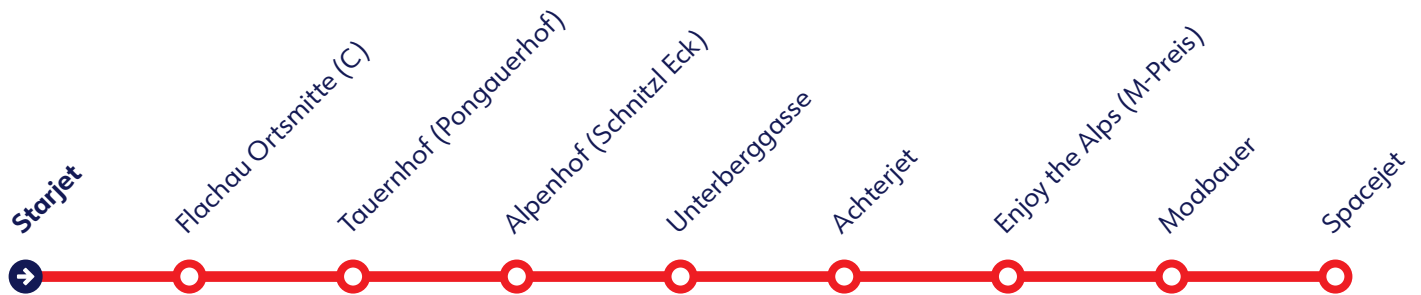 Starjet
Flachau Ortsmitte (C)
Tauernhof (Pongauerhof)
Alpenhof (Schnitzl Eck)
Unterberggasse
Achterjet
Enjoy the Alps (M-Preis)
Moabauer
Spacejet